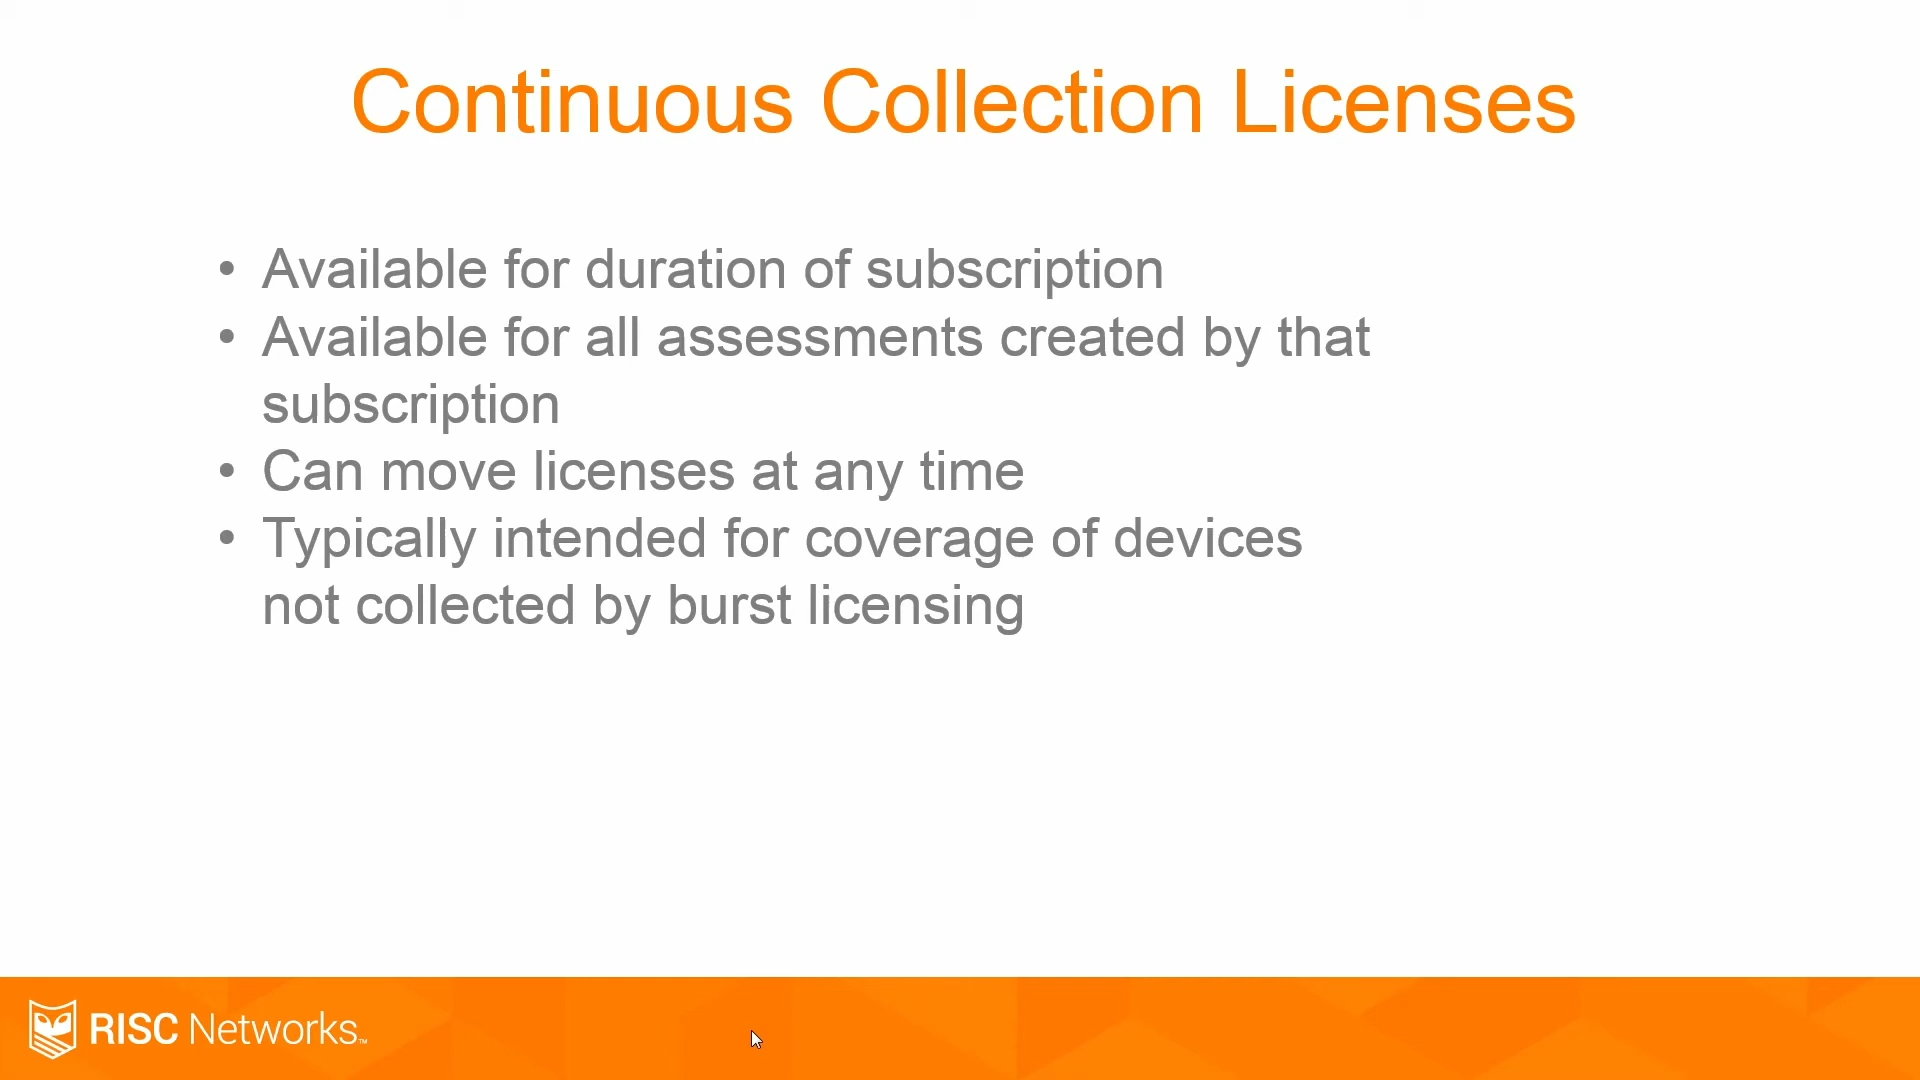 Continuous Collection Licenses
• Available for duration of subscription
• Available for all assessments created by that
subscription
• Can move licenses at any time
• Typically intended for coverage of devices
not collected by burst licensing
RISC Networks™